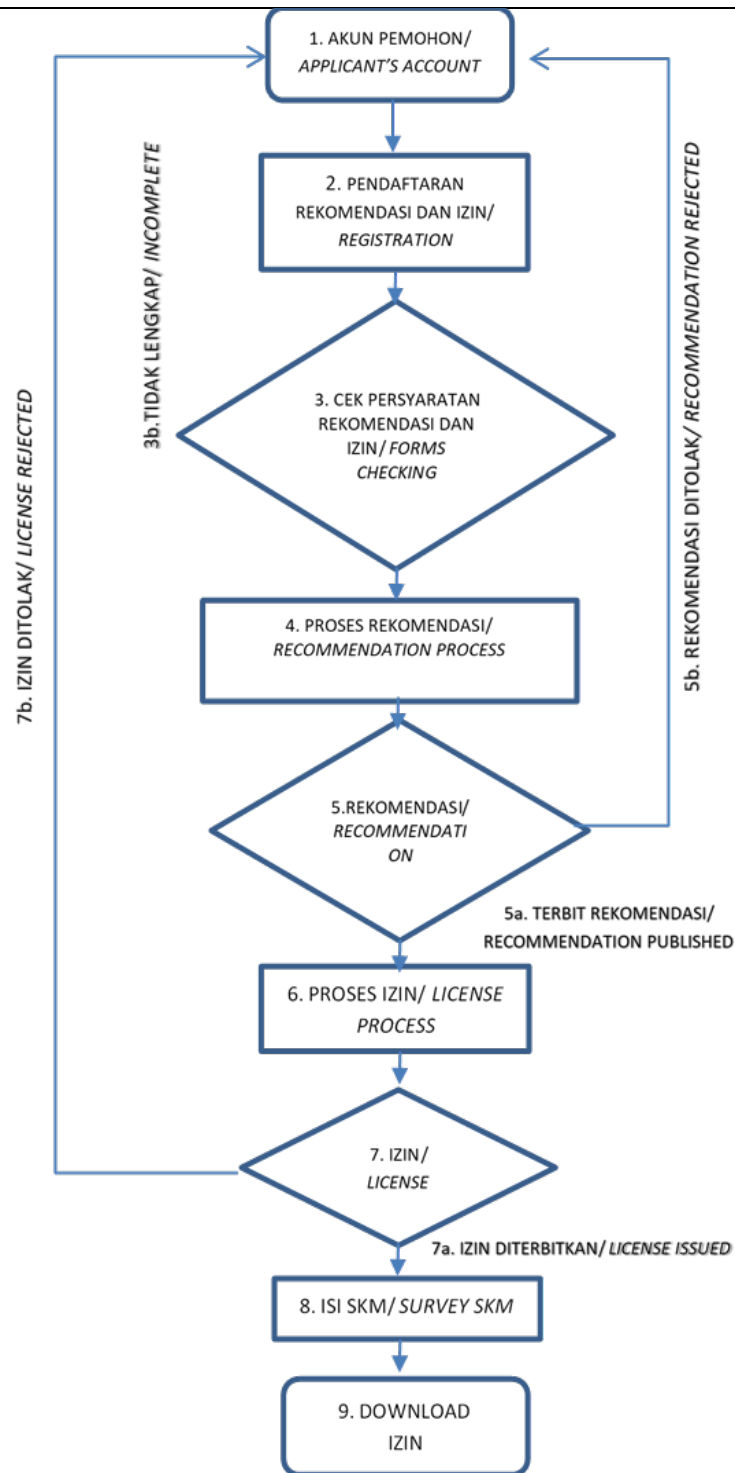 1. AKUN PEMOHON/
APPLICANT'S ACCOUNT
2. PENDAFTARAN
REKOMENDASI DAN IZIN/
REGISTRATION
3b.TIDAK LENGKAP/ INCOMPLETE
3. CEK PERSYARATAN
REKOMENDASI DAN
IZIN/ FORMS
CHECKING
4. PROSES REKOMENDASI/
RECOMMENDATION PROCESS
5b. REKOMENDASI DITOLAK/ RECOMMENDATION REJECTED
7b. IZIN DITOLAK/ LICENSE REJECTED
5.REKOMENDASI/
RECOMMENDATI
ON
5a. TERBIT REKOMENDASI/
RECOMMENDATION PUBLISHED
6. PROSES IZIN/ LICENSE
PROCESS
7. IZIN/
LICENSE
7a. IZIN DITERBITKAN/ LICENSE ISSUED
8. ISI SKM/ SURVEY SKM
9. DOWNLOAD
IZIN